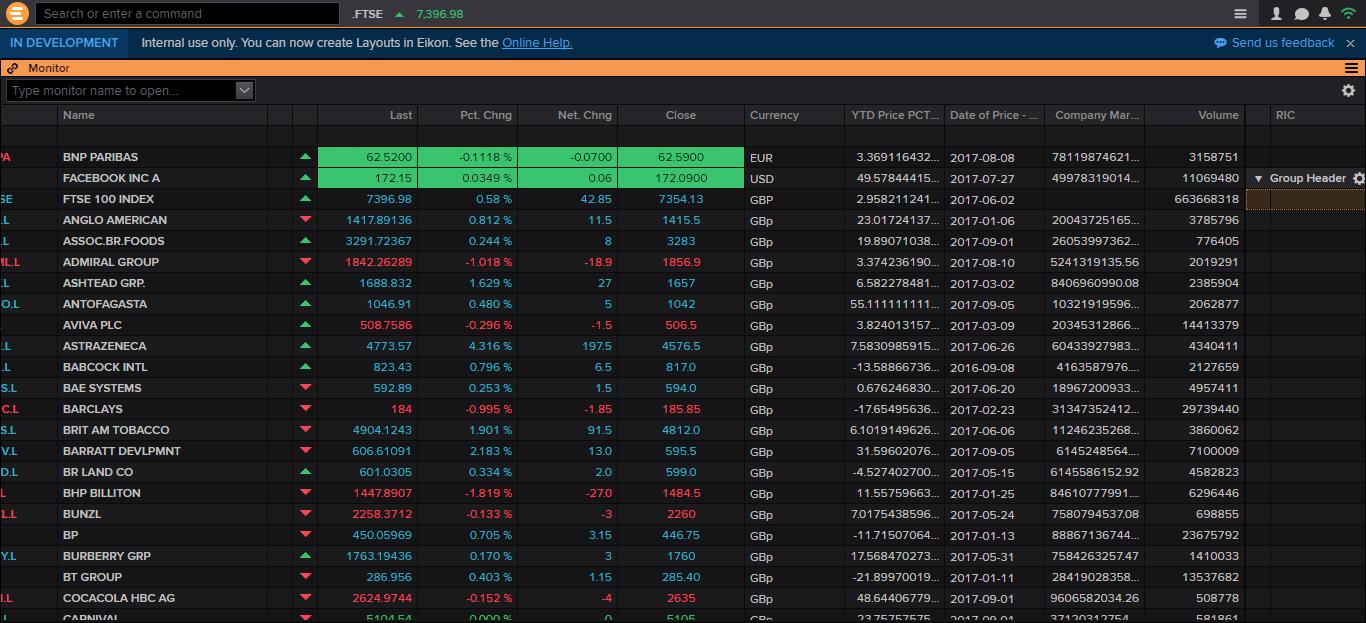 Search or enter a command .FTSE 7,396.98
IN DEVELOPMENT Internal use only. You can now create Layouts in Eikon. See the Online Help. Send us feedback
Monitor
Type monitor name to open...
Name Last Pct. Chng Net. Chng Close Currency YTD Price PCT... Date of Price - ... Company Mar... Volume RIC
PA BNP PARIBAS 62.5200 -0.1118 % -0.0700 62.5900 EUR 3.369116432... 2017-08-08 78119874621... 3158751
FACEBOOK INC A 172.15 0.0349 % 0.06 172.0900 USD 49.57844415... 2017-07-27 49978319014... 11069480 Group Header
SE FTSE 100 INDEX 7396.98 0.58 % 42.85 7354.13 GBP 2.958211241... 2017-06-02 663668318
.L ANGLO AMERICAN 1417.89136 0.812 % 11.5 1415.5 GBp 23.01724137... 2017-01-06 20043725165... 3785796
.L ASSOC.BR.FOODS 3291.72367 0.244 % 8 3283 GBp 19.89071038... 2017-09-01 26053997362... 776405
ML.L ADMIRAL GROUP 1842.26289 -1.018 % -18.9 1856.9 GBp 3.374236190... 2017-08-10 5241319135.56 2019291
.L ASHTEAD GRP. 1688.832 1.629 % 27 1657 GBp 6.582278481... 2017-03-02 8406960990.08 2385904
O.L ANTOFAGASTA 1046.91 0.480 % 5 1042 GBp 55.111111111... 2017-09-05 10321919596... 2062877
AVIVA PLC 508.7586 -0.296 % -1.5 506.5 GBp 3.824013157... 2017-03-09 20345312866... 14413379
.L ASTRAZENECA 4773.57 4.316 % 197.5 4576.5 GBp 7.5830985915... 2017-06-26 60433927983... 4340411
.L BABCOCK INTL 823.43 0.796 % 6.5 817.0 GBp -13.58866736... 2016-09-08 4163587976... 2127659
S.L BAE SYSTEMS 592.89 0.253 % 1.5 594.0 GBp 0.676246830... 2017-06-20 18967200933... 4957411
C.L BARCLAYS 184 -0.995 % -1.85 185.85 GBp -17.65495636... 2017-02-23 31347352412... 29739440
S.L BRIT AM TOBACCO 4904.1243 1.901 % 91.5 4812.0 GBp 6.1019149626... 2017-06-06 11246235268... 3860062
V.L BARRATT DEVLPMNT 606.61091 2.183 % 13.0 595.5 GBp 31.59602076... 2017-09-05 6145248564.... 7100009
D.L BR LAND CO 601.0305 0.334 % 2.0 599.0 GBp -4.527402700... 2017-05-15 6145586152.92 4582823
L BHP BILLITON 1447.8907 -1.819 % -27.0 1484.5 GBp 11.55759663... 2017-01-25 84610777991.... 6296446
L.L BUNZL 2258.3712 -0.133 % -3 2260 GBp 7.0175438596... 2017-05-24 7580794537.08 698855
BP 450.05969 0.705 % 3.15 446.75 GBp -11.71507064... 2017-01-13 88867136744... 23675792
Y.L BURBERRY GRP 1763.19436 0.170 % 3 1760 GBp 17.568470273... 2017-05-31 7584263257.47 1410033
BT GROUP 286.956 0.403 % 1.15 285.40 GBp -21.89970019... 2017-01-11 28419028358... 13537682
I.L COCACOLA HBC AG 2624.9744 -0.152 % -4 2635 GBp 48.64406779... 2017-09-01 9606582034.26 508778
CARNIVAL 5104.54 0.000 % 0 5105 GBp 23.75757575... 2017-09-01 37120312754... 581861